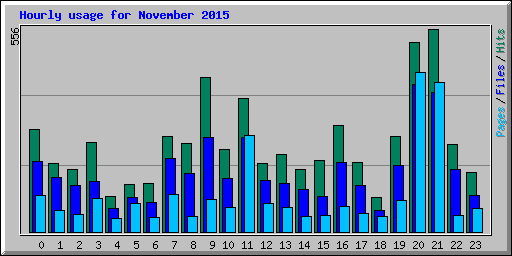 Hourly usage for November 2015
556
Pages / Files / Hits
0 1 2 3 4 5 6 7 8 9 10 11 12 13 14 15 16 17 18 19 20 21 22 23